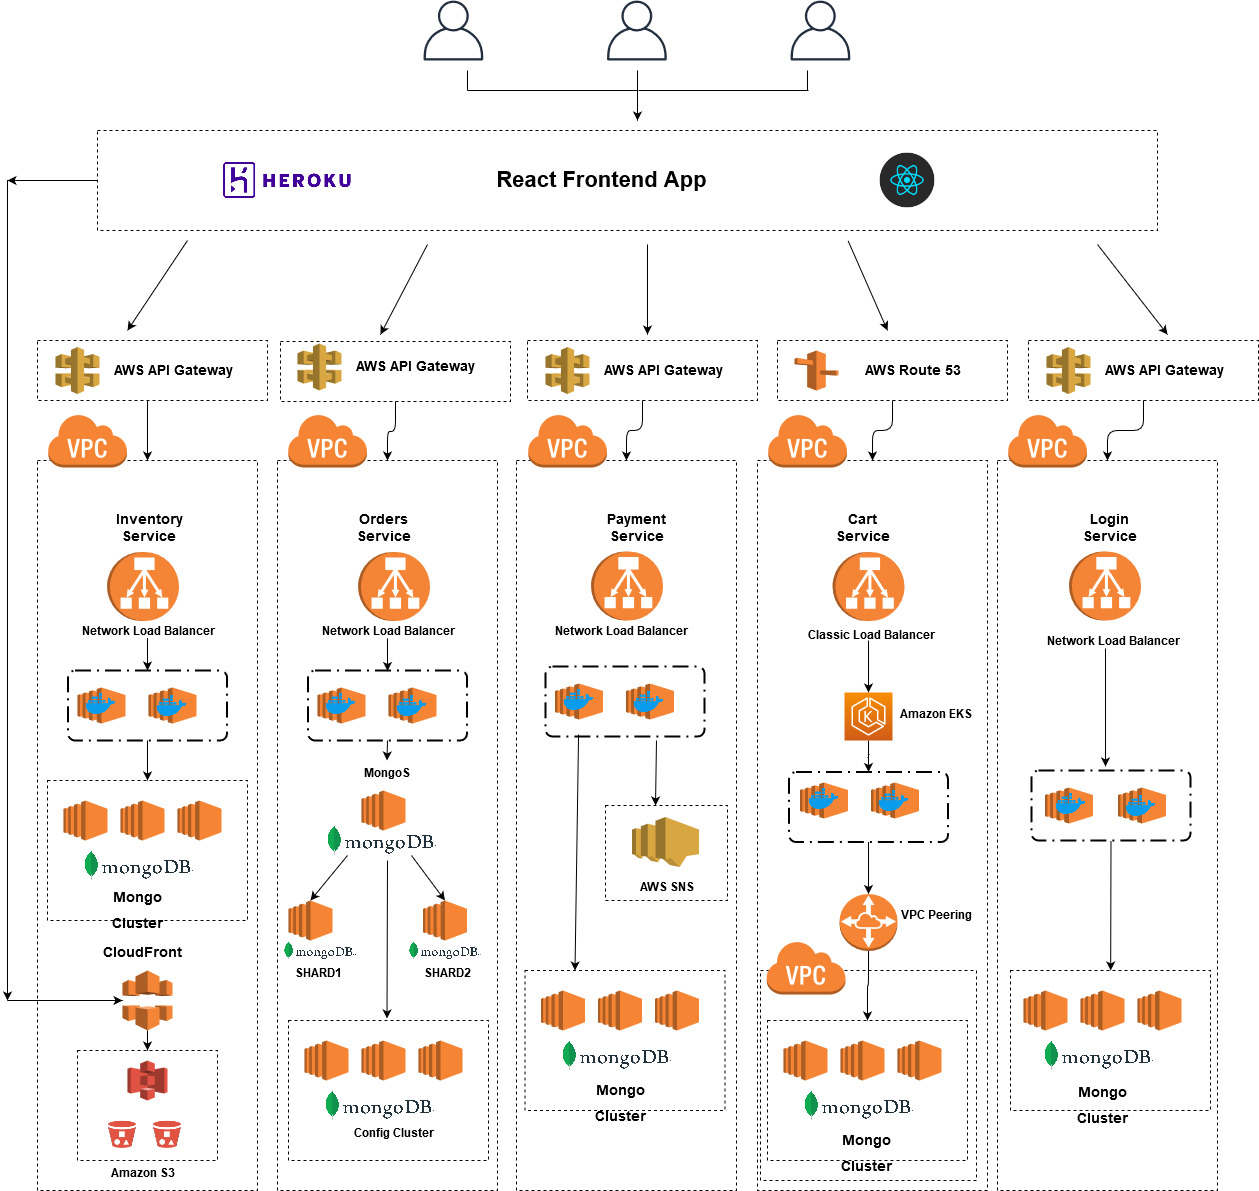 HEROKU
React Frontend App
AWS API Gateway
AWS API Gateway
AWS API Gateway
AWS Route 53
AWS API Gateway
VPC
VPC
VPC
VPC
VPC
Inventory
Service
Network Load Balancer
mongoDB
Mongo
Cluster
CloudFront
Amazon S3
Orders
Service
Network Load Balancer
MongoS
mongoDB
mongoDB
SHARD1
mongoDB
SHARD2
mongoDB
Config Cluster
Payment
Service
Network Load Balancer
AWS SNS
mongoDB
Mongo
Cluster
Cart
Service
Classic Load Balancer
Amazon EKS
VPC Peering
VPC
mongoDB
Mongo
Cluster
Login
Service
Network Load Balancer
mongoDB
Mongo
Cluster